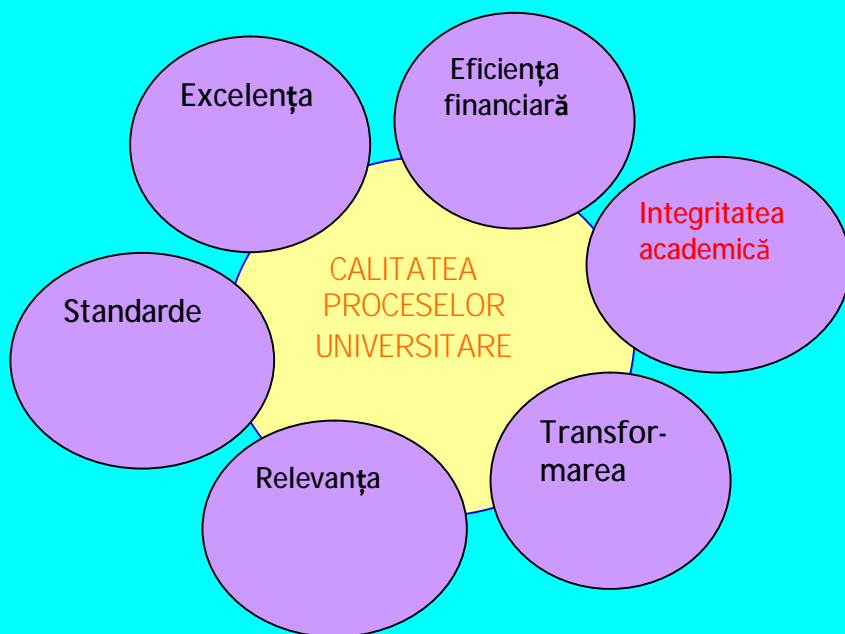 Excelența
Eficiența
financiară
Integritatea
academică
Standarde
CALITATEA
PROCESELOR
UNIVERSITARE
Transfor-
marea
Relevanța